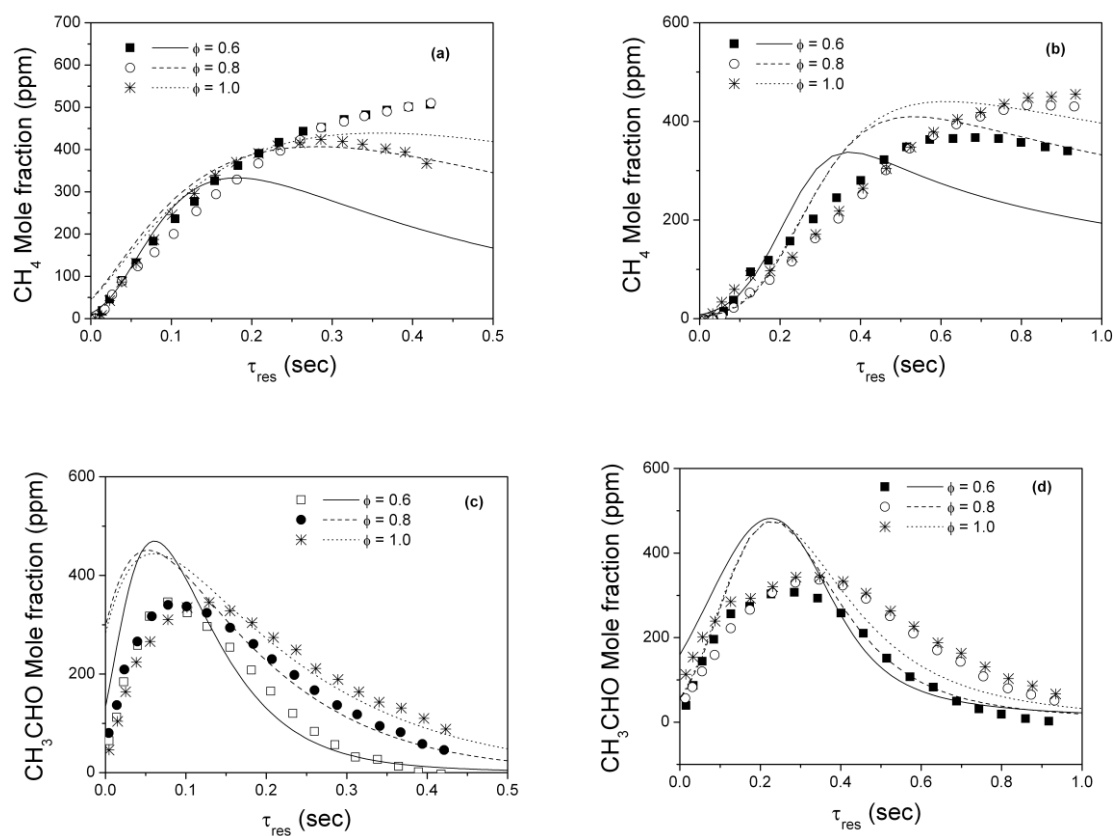 CH4 Mole fraction (ppm)
700
600
500
400
300
200
100
0
ϕ = 0.6
ϕ = 0.8
ϕ = 1.0
(a)
0.0 0.1 0.2 0.3 0.4 0.5
τres (sec)
CH4 Mole fraction (ppm)
600
400
200
0
ϕ = 0.6
ϕ = 0.8
ϕ = 1.0
(b)
0.0 0.2 0.4 0.6 0.8 1.0
τres (sec)
CH3CHO Mole fraction (ppm)
600
400
200
0
ϕ = 0.6
ϕ = 0.8
ϕ = 1.0
(c)
0.0 0.1 0.2 0.3 0.4 0.5
τres (sec)
CH3CHO Mole fraction (ppm)
600
400
200
0
ϕ = 0.6
ϕ = 0.8
ϕ = 1.0
(d)
0.0 0.2 0.4 0.6 0.8 1.0
τres (sec)